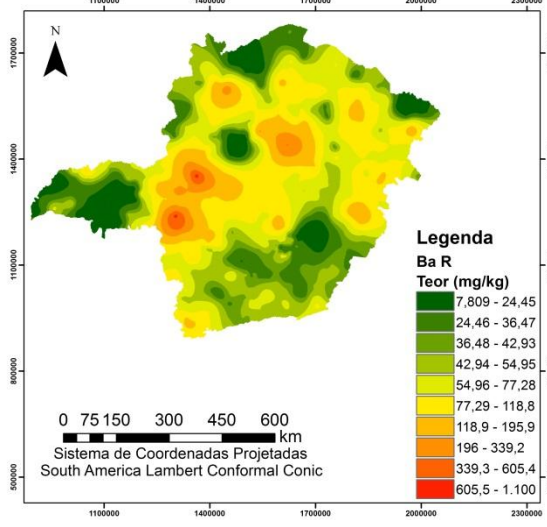 1400000 1700000 2000000 2300000
N
1700000
1400000
1100000
800000
500000
Legenda
Ba R
Teor (mg/kg)
7,809 - 24,45
24,46 - 36,47
36,48 - 42,93
42,94 - 54,95
54,96 - 77,28
77,29 - 118,8
118,9 - 195,9
196 - 339,2
339,3 - 605,4
605,5 - 1.100
0 75 150 300 450 600
km
Sistema de Coordenadas Projetadas
South America Lambert Conformal Conic
1100000 1400000 1700000 2000000 2300000